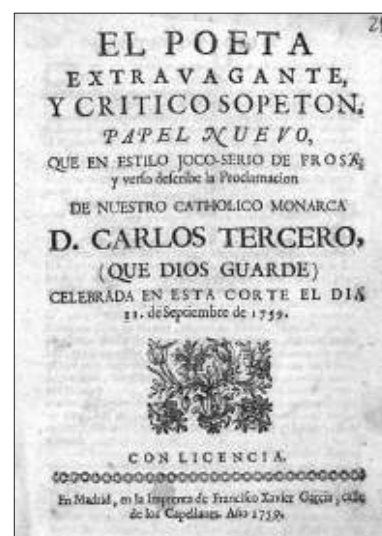 EL POETA
EXTRAVAGANTE,
Y CRITICO SOPETON.
PAPEL NUEVO,
QUE EN ESTILO JOCO-SERIO DE PROSA,
y verso describe la Proclamacion
DE NUESTRO CATHOLICO MONARCA
D. CARLOS TERCERO,
(QUE DIOS GUARDE)
CELEBRADA EN ESTA CORTE EL DIA
11. de Septiembre de 1759.
CON LICENCIA.
En Madrid, en la Imprenta de Francisco Xavier Garcia, calle
de los Capellanes. Año 1759.